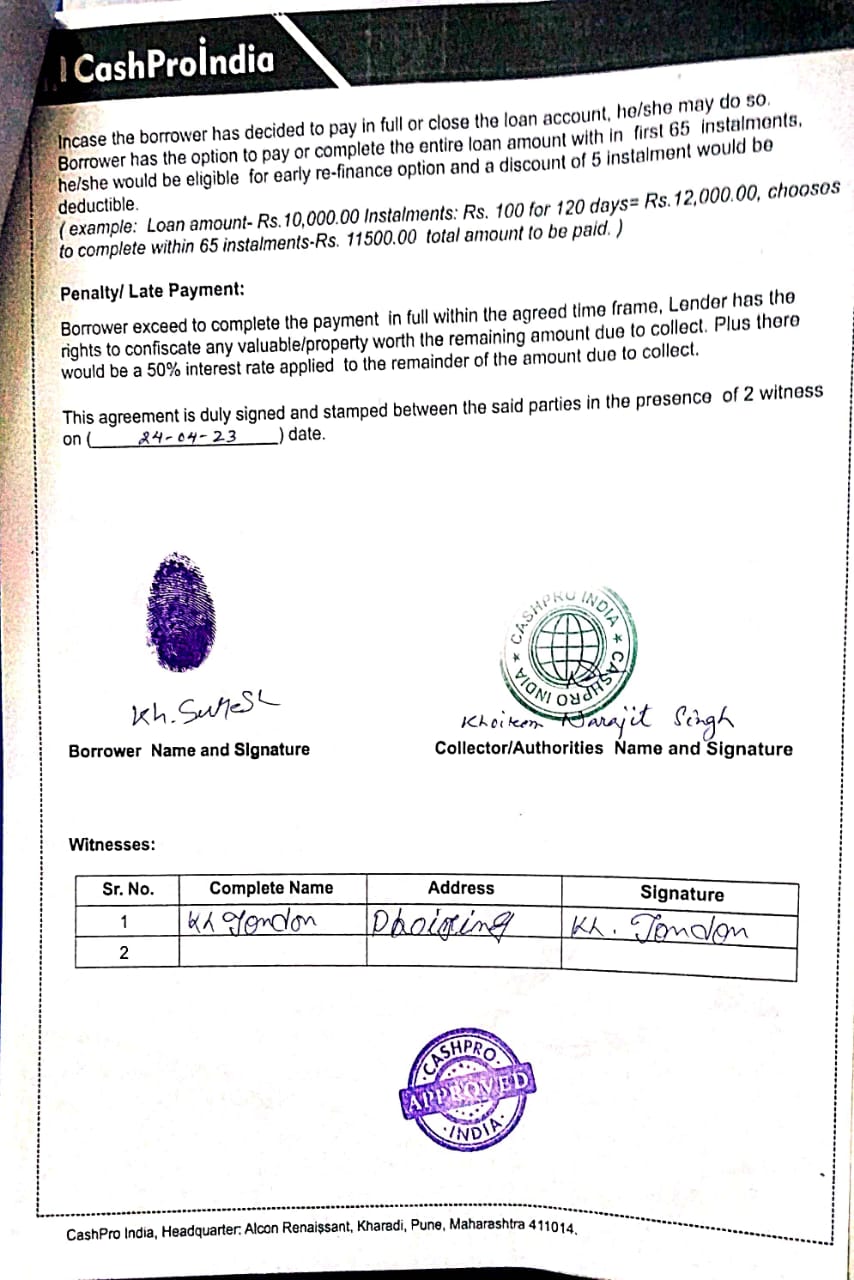 CashProIndia
Incase the borrower has decided to pay in full or close the loan account, he/she may do so.
Borrower has the option to pay or complete the entire loan amount with in first 65 instalments,
he/she would be eligible for early re-finance option and a discount of 5 instalment would be
deductible.
(example: Loan amount- Rs.10,000.00 Instalments: Rs. 100 for 120 days= Rs.12,000.00, chooses
to complete within 65 instalments-Rs. 11500.00 total amount to be paid. )
Penalty/ Late Payment:
Borrower exceed to complete the payment in full within the agreed time frame, Lender has the
rights to confiscate any valuable/property worth the remaining amount due to collect. Plus there
would be a 50% interest rate applied to the remainder of the amount due to collect.
This agreement is duly signed and stamped between the said parties in the presence of 2 witness
on ( 24-04-23 ) date.
CASHPRO INDIA * CASHPRO INDIA *
Kh. Suresh
Khoirom Narajit Singh
Borrower Name and Signature
Collector/Authorities Name and Signature
Witnesses:
Sr. No. Complete Name Address Signature
1 Kh Tondon Kh. Tondon
2
CASHPRO
APPROVED
INDIA
CashPro India, Headquarter: Alcon Renaissant, Kharadi, Pune, Maharashtra 411014.